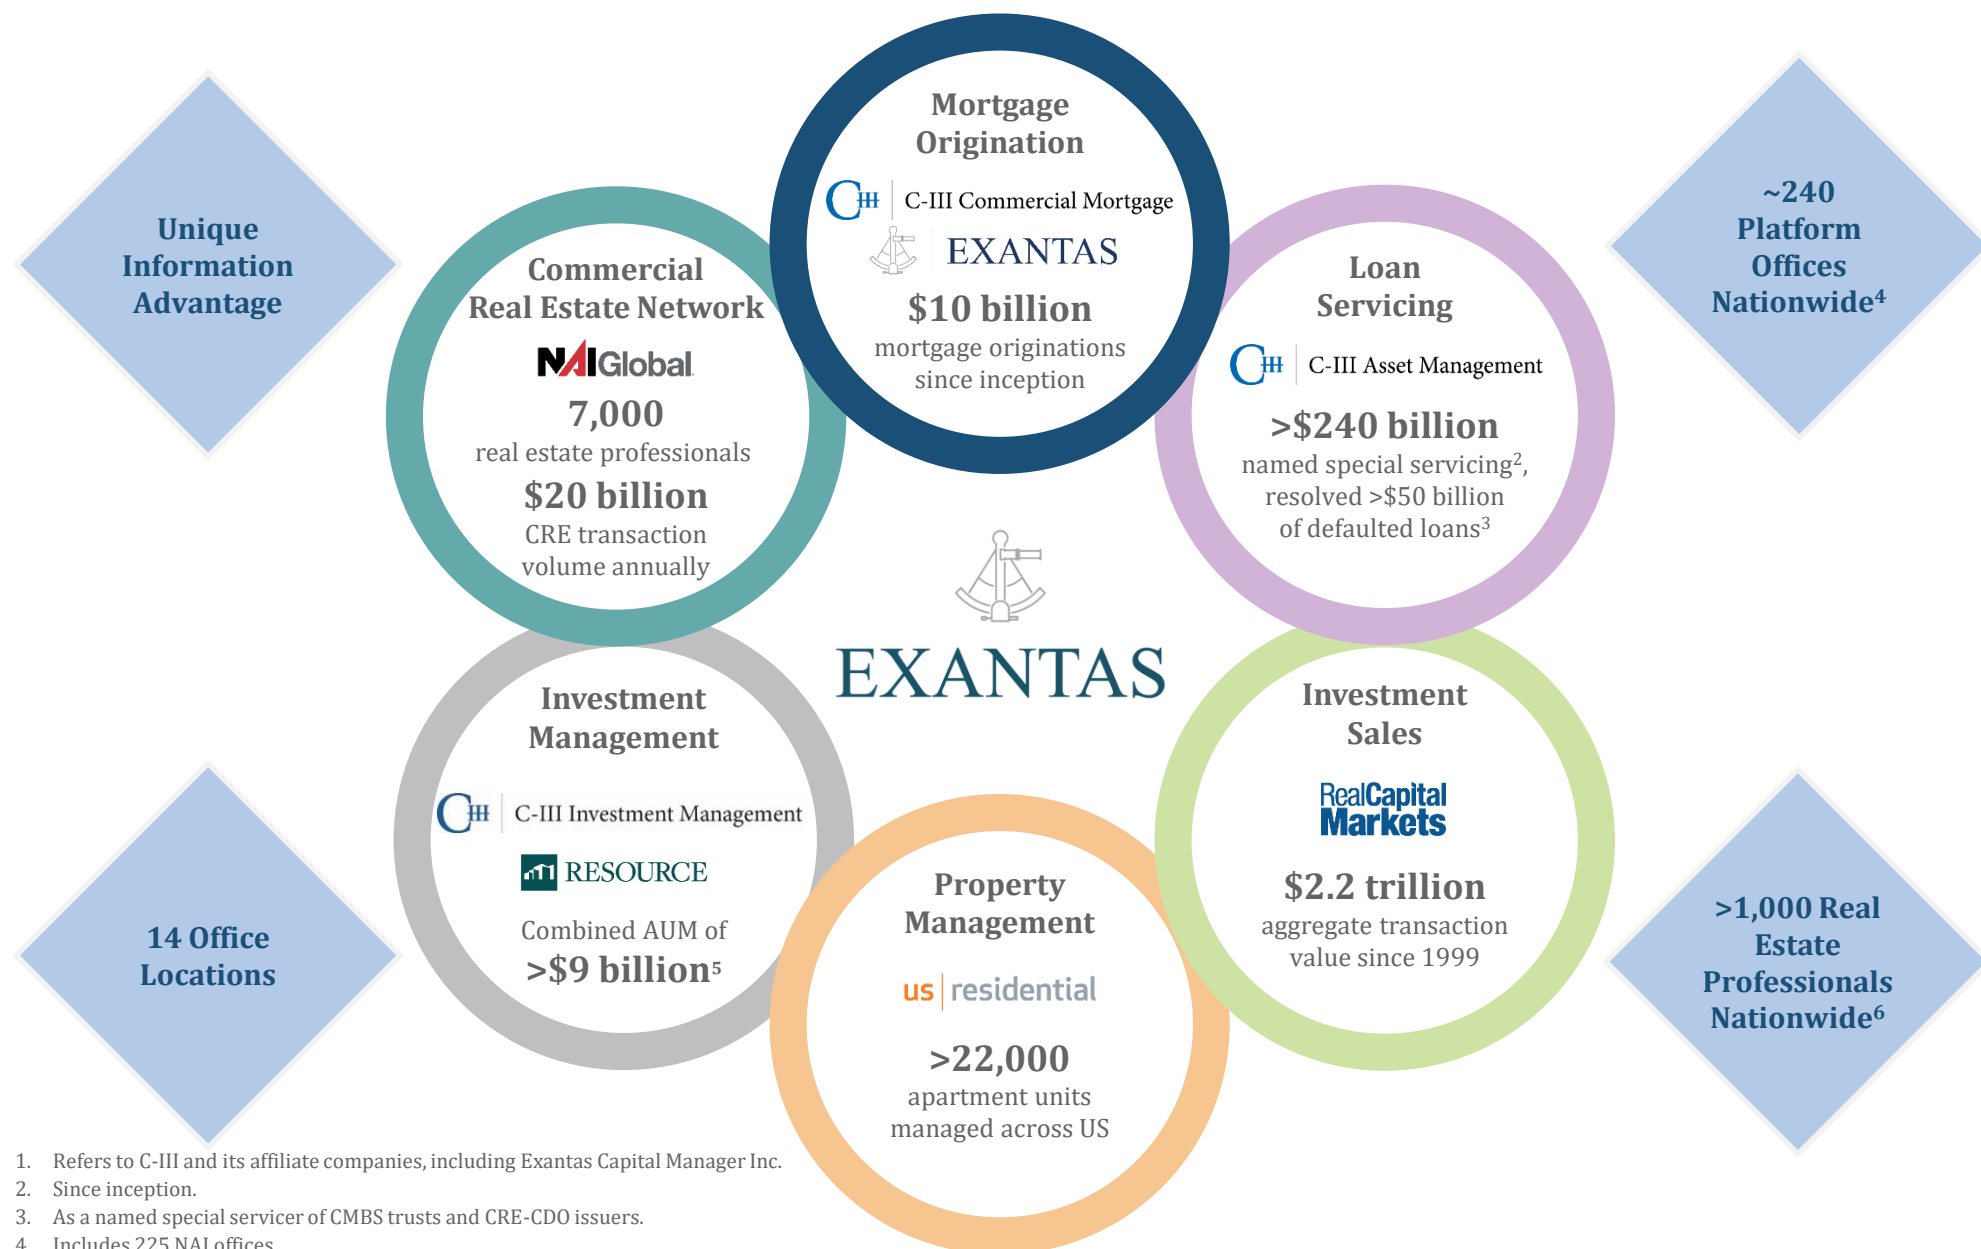 Unique
Information
Advantage
Commercial
Real Estate Network
NAIGlobal
7,000
real estate professionals
$20 billion
CRE transaction
volume annually
Mortgage
Origination
CIII | C-III Commercial Mortgage
EXANTAS
$10 billion
mortgage originations
since inception
Loan
Servicing
CIII | C-III Asset Management
>$240 billion
named special servicing²,
resolved >$50 billion
of defaulted loans³
~240
Platform
Offices
Nationwide⁴
EXANTAS
14 Office
Locations
Investment
Management
CIII | C-III Investment Management
RESOURCE
Combined AUM of
>$9 billion⁵
Property
Management
us | residential
>22,000
apartment units
managed across US
Investment
Sales
RealCapital
Markets
$2.2 trillion
aggregate transaction
value since 1999
>1,000 Real
Estate
Professionals
Nationwide⁶
1. Refers to C-III and its affiliate companies, including Exantas Capital Manager Inc.
2. Since inception.
3. As a named special servicer of CMBS trusts and CRE-CDO issuers.
4. Includes 225 NAI offices